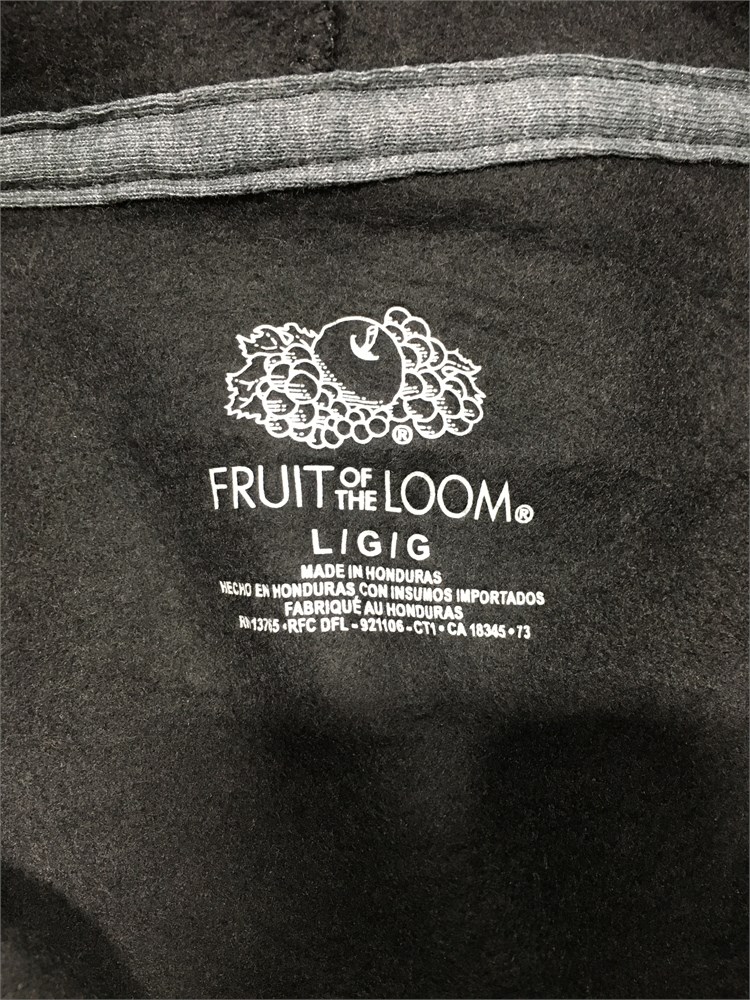 ®
FRUIT OF THE LOOM®
L/G/G
MADE IN HONDURAS
HECHO EN HONDURAS CON INSUMOS IMPORTADOS
FABRIQUÉ AU HONDURAS
RN 13765 • RFC DFL - 921106 - CT1 • CA 18345 • 73